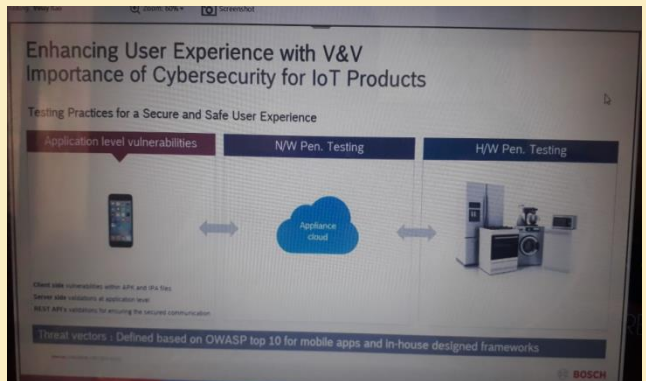 Zoom: 60%
Screenshot
Enhancing User Experience with V&V
Importance of Cybersecurity for IoT Products
Testing Practices for a Secure and Safe User Experience
Application level vulnerabilities
N/W Pen. Testing
H/W Pen. Testing
Appliance
cloud
Client side vulnerabilities within APK and IPA files
Server side validations at application level
REST API's validations for ensuring the secured communication
Threat vectors : Defined based on OWASP top 10 for mobile apps and in-house designed frameworks
BOSCH